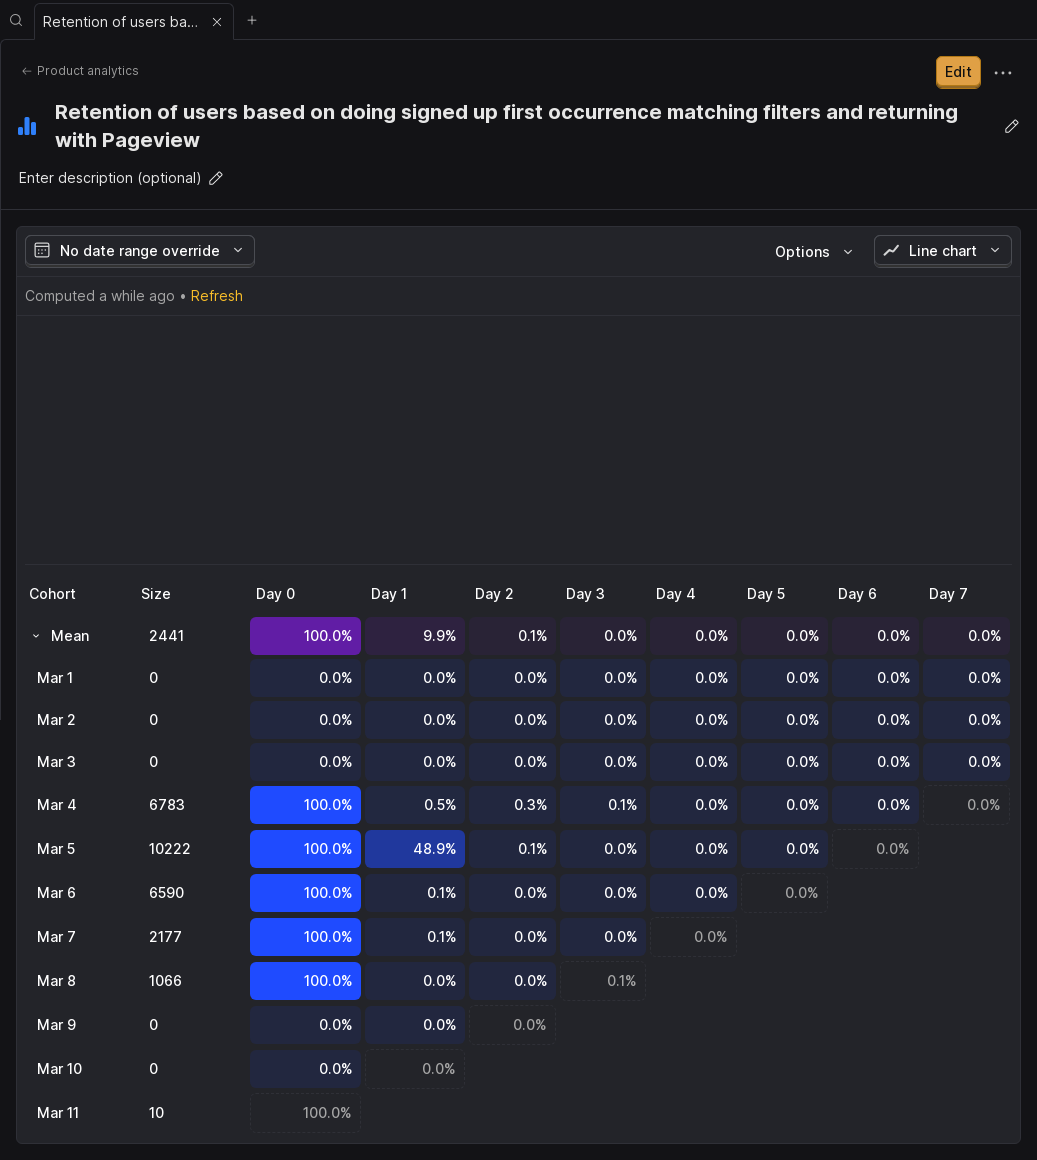 Retention of users ba...
Product analytics
Edit
Retention of users based on doing signed up first occurrence matching filters and returning
with Pageview
Enter description (optional)
No date range override
Options
Line chart
Computed a while ago • Refresh
Cohort Size Day 0 Day 1 Day 2 Day 3 Day 4 Day 5 Day 6 Day 7
Mean 2441 100.0% 9.9% 0.1% 0.0% 0.0% 0.0% 0.0% 0.0%
Mar 1 0 0.0% 0.0% 0.0% 0.0% 0.0% 0.0% 0.0% 0.0%
Mar 2 0 0.0% 0.0% 0.0% 0.0% 0.0% 0.0% 0.0% 0.0%
Mar 3 0 0.0% 0.0% 0.0% 0.0% 0.0% 0.0% 0.0% 0.0%
Mar 4 6783 100.0% 0.5% 0.3% 0.1% 0.0% 0.0% 0.0% 0.0%
Mar 5 10222 100.0% 48.9% 0.1% 0.0% 0.0% 0.0% 0.0%
Mar 6 6590 100.0% 0.1% 0.0% 0.0% 0.0% 0.0%
Mar 7 2177 100.0% 0.1% 0.0% 0.0% 0.0%
Mar 8 1066 100.0% 0.0% 0.0% 0.1%
Mar 9 0 0.0% 0.0% 0.0%
Mar 10 0 0.0% 0.0%
Mar 11 10 100.0%